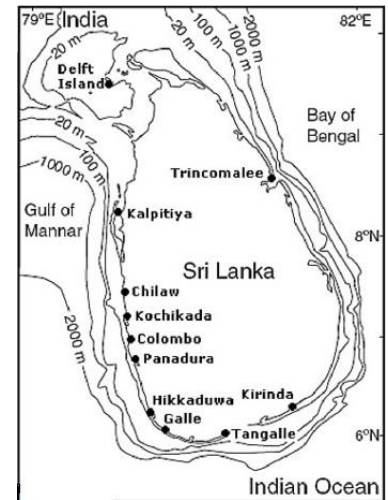 79°E India 82°E
20 m
100 m
1000 m
2000 m
Delft
Island
20 m
100 m
1000 m
Bay of
Bengal
Trincomalee
Gulf of
Mannar
Kalpitiya
8°N
Sri Lanka
Chilaw
Kochikada
2000 m
Colombo
Panadura
Kirinda
Hikkaduwa
Galle
Tangalle
6°N
Indian Ocean